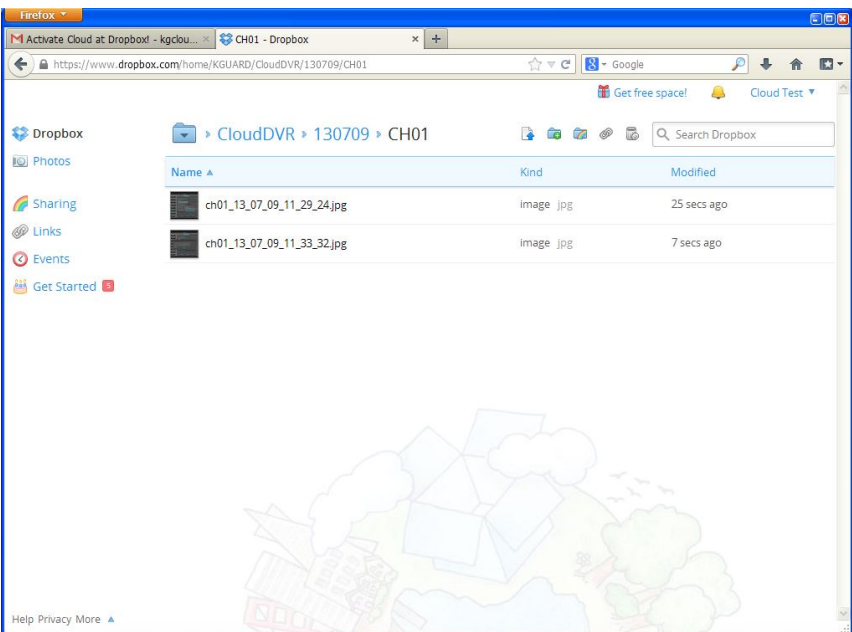 Firefox
Activate Cloud at Dropbox! - kgclou... CH01 - Dropbox
https://www.dropbox.com/home/KGUARD/CloudDVR/130709/CH01
Google
Get free space! Cloud Test
Dropbox
CloudDVR 130709 CH01
Search Dropbox
Photos
Name Kind Modified
Sharing
ch01_13_07_09_11_29_24.jpg image jpg 25 secs ago
Links
ch01_13_07_09_11_33_32.jpg image jpg 7 secs ago
Events
Get Started 5
Help Privacy More